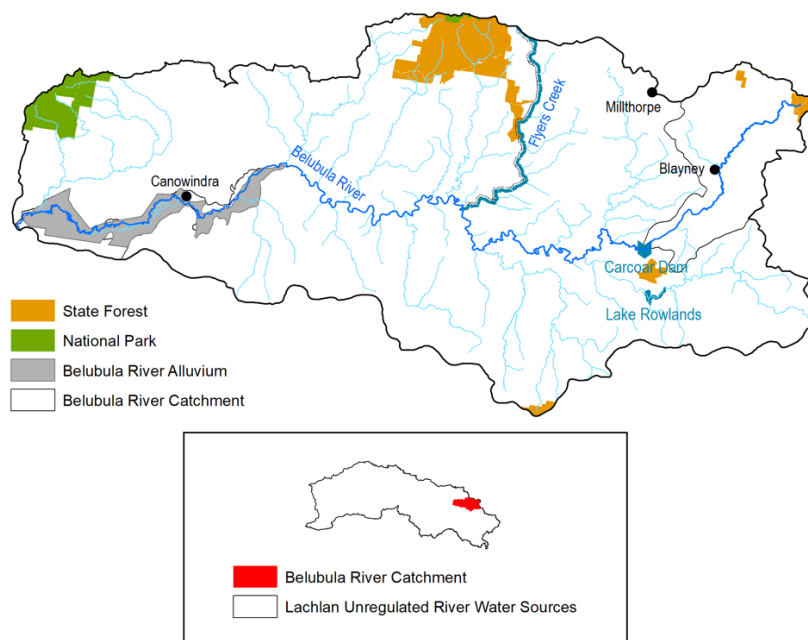 Millthorpe
Flyers Creek
Belubula River
Blayney
Canowindra
Carcoar Dam
Lake Rowlands
State Forest
National Park
Belubula River Alluvium
Belubula River Catchment
Belubula River Catchment
Lachlan Unregulated River Water Sources